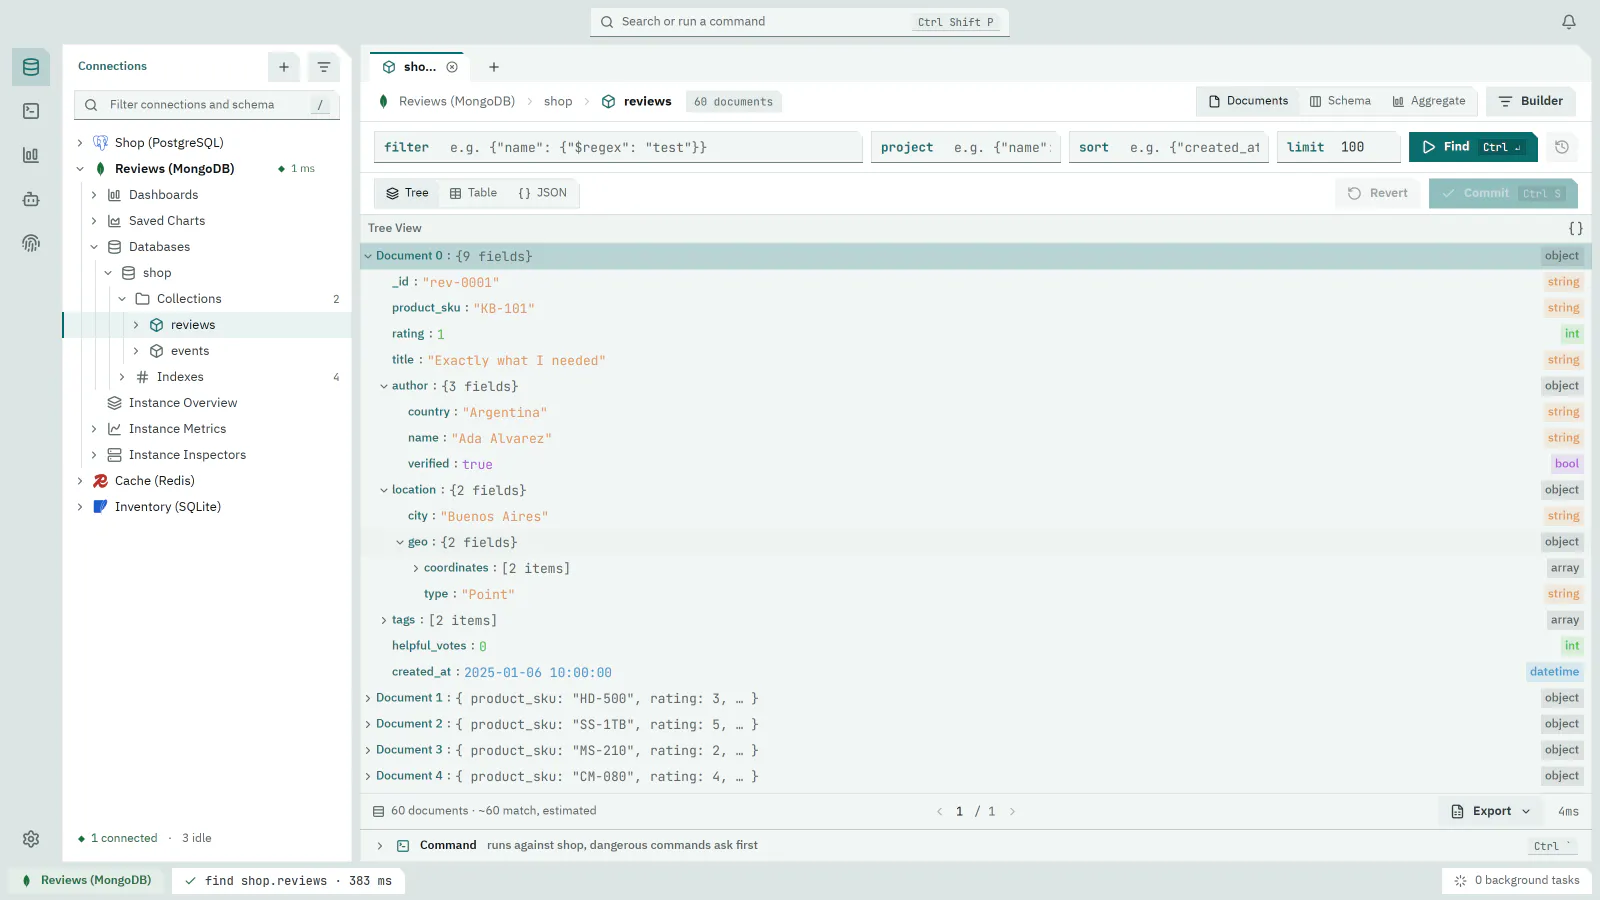 Search or run a command Ctrl Shift P
Connections
Filter connections and schema /
Shop (PostgreSQL)
Reviews (MongoDB) 1 ms
Dashboards
Saved Charts
Databases
shop
Collections 2
reviews
events
Indexes 4
Instance Overview
Instance Metrics
Instance Inspectors
Cache (Redis)
Inventory (SQLite)
1 connected · 3 idle
sho...
Reviews (MongoDB) shop reviews 60 documents
Documents Schema Aggregate Builder
filter e.g. {"name": {"$regex": "test"}}
project e.g. {"name":
sort e.g. {"created_at
limit 100
Find Ctrl
Tree Table {} JSON
Revert Commit Ctrl S
Tree View {}
Document 0 : {9 fields} object
_id : "rev-0001" string
product_sku : "KB-101" string
rating : 1 int
title : "Exactly what I needed" string
author : {3 fields} object
country : "Argentina" string
name : "Ada Alvarez" string
verified : true bool
location : {2 fields} object
city : "Buenos Aires" string
geo : {2 fields} object
coordinates : [2 items] array
type : "Point" string
tags : [2 items] array
helpful_votes : 0 int
created_at : 2025-01-06 10:00:00 datetime
Document 1 : { product_sku: "HD-500", rating: 3, … } object
Document 2 : { product_sku: "SS-1TB", rating: 5, … } object
Document 3 : { product_sku: "MS-210", rating: 2, … } object
Document 4 : { product_sku: "CM-080", rating: 4, … } object
60 documents · ~60 match, estimated
1 / 1
Export 4ms
Command runs against shop, dangerous commands ask first Ctrl `
Reviews (MongoDB) find shop.reviews · 383 ms
0 background tasks